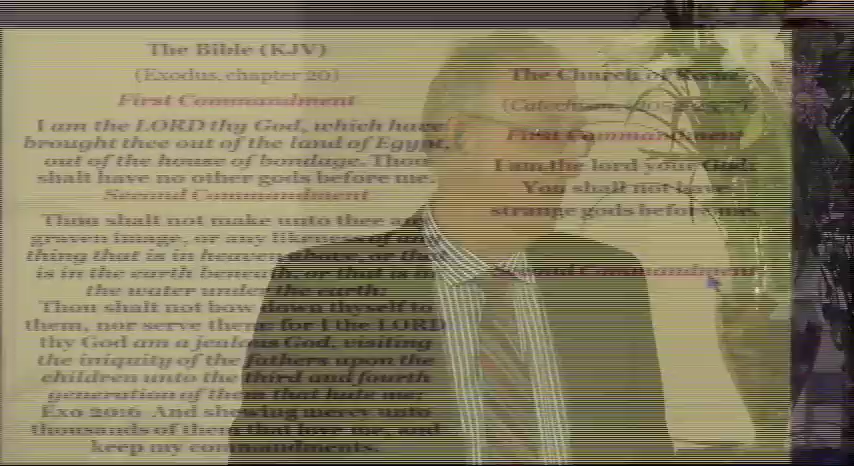 The Bible (KJV)
(Exodus, chapter 20)
First Commandment
I am the LORD thy God, which have
brought thee out of the land of Egypt,
out of the house of bondage. Thou
shalt have no other gods before me.
Second Commandment
Thou shalt not make unto thee any
graven image, or any likeness of any
thing that is in heaven above, or that
is in the earth beneath, or that is in
the water under the earth:
Thou shalt not bow down thyself to
them, nor serve them: for I the LORD
thy God am a jealous God, visiting
the iniquity of the fathers upon the
children unto the third and fourth
generation of them that hate me;
Exo 20:6 And shewing mercy unto
thousands of them that love me, and
keep my commandments.
The Church of Rome
(Catechism,
First Commandment
I am the lord your God:
You shall not have
strange gods before me.
Second Commandment